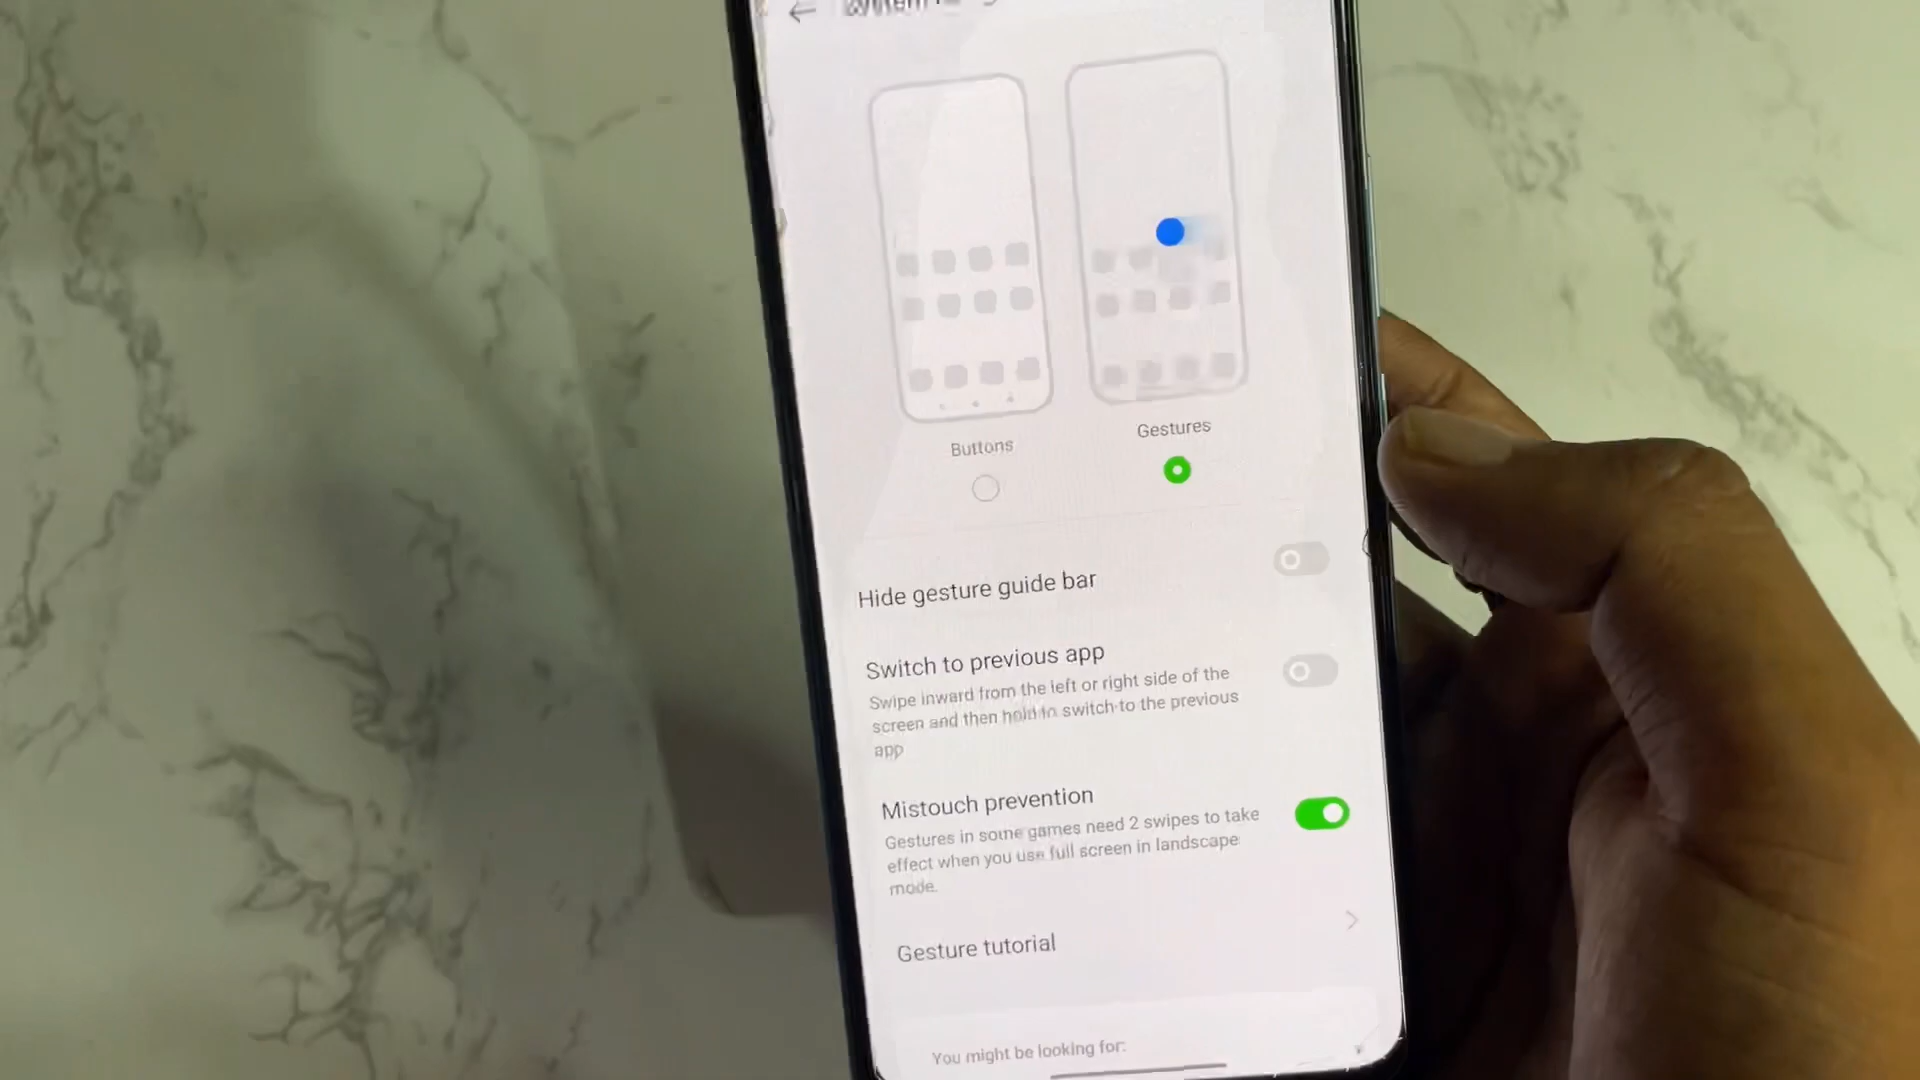 Buttons
Gestures
Hide gesture guide bar
Switch to previous app
Swipe inward from the left or right side of the
screen and then hold to switch to the previous
app
Mistouch prevention
Gestures in some games need 2 swipes to take
effect when you use full screen in landscape
mode.
Gesture tutorial
You might be looking for: